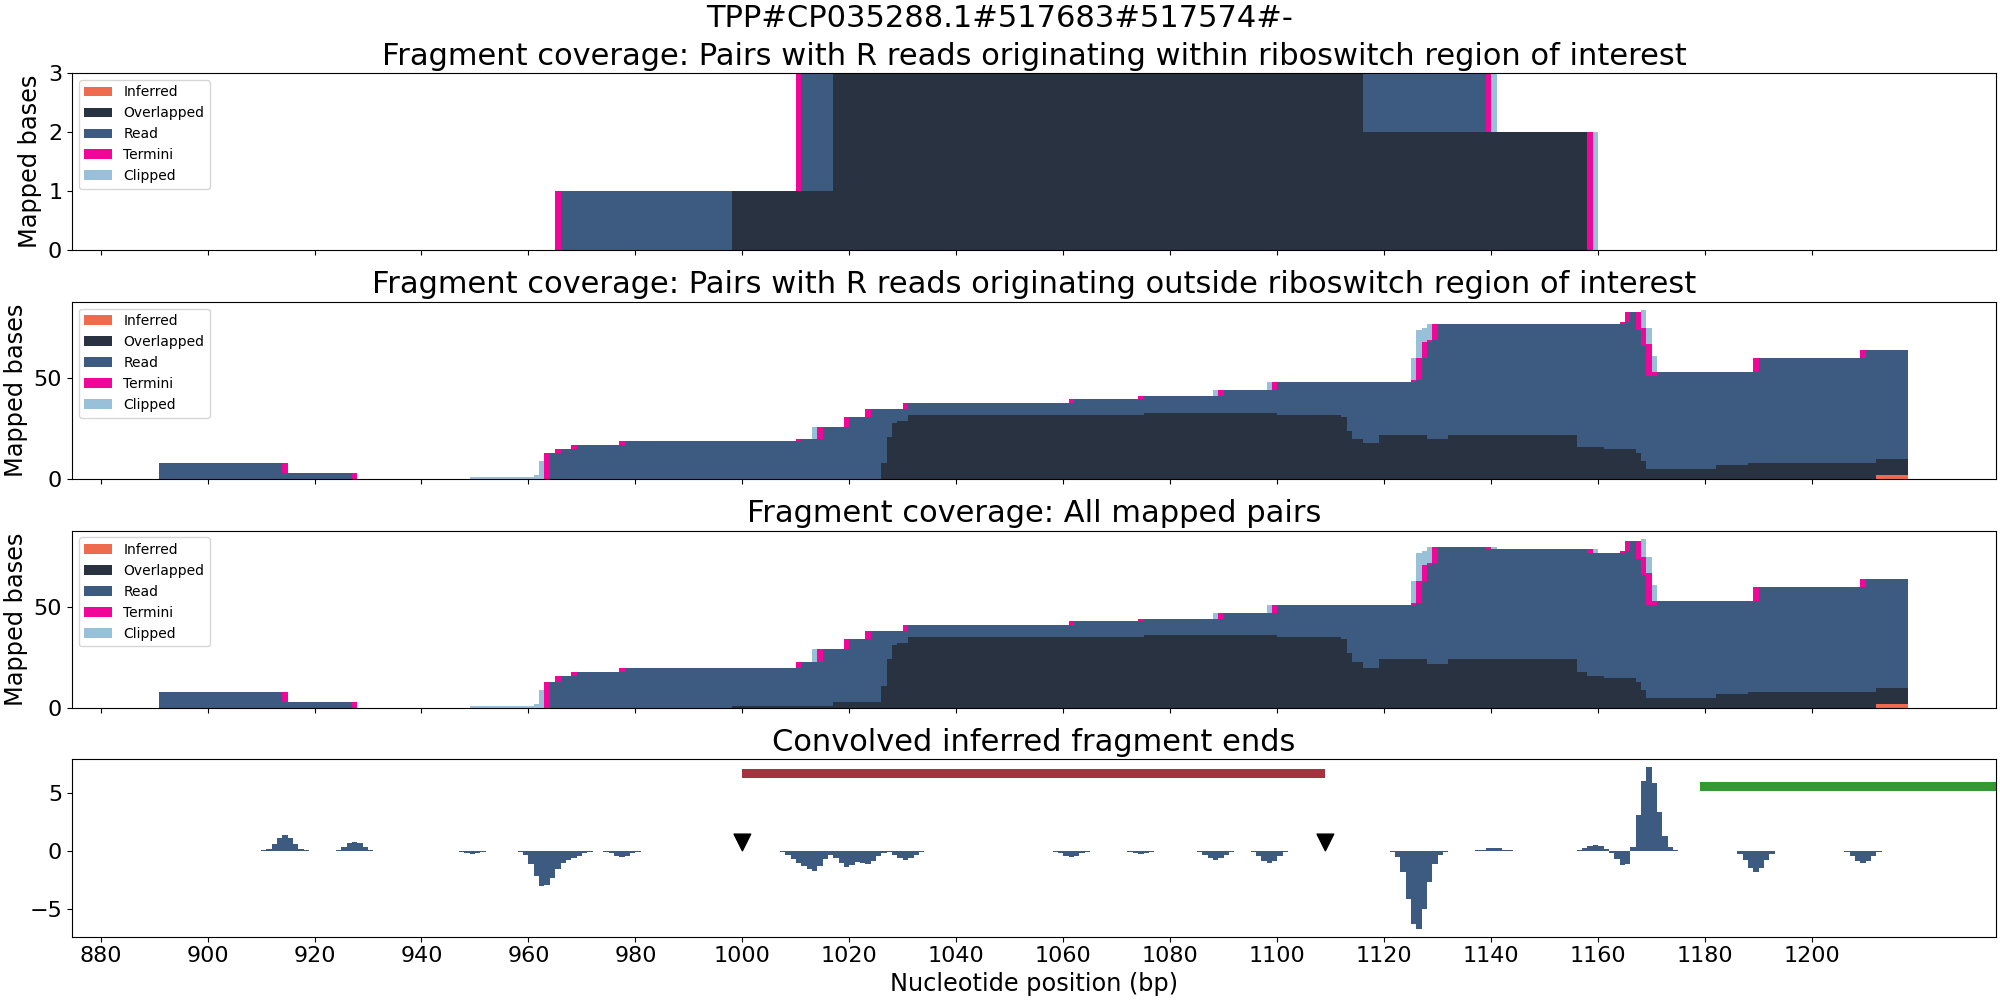 TPP#CP035288.1#517683#517574#-
Fragment coverage: Pairs with R reads originating within riboswitch region of interest
Mapped bases
3
2
1
0
Inferred
Overlapped
Read
Termini
Clipped
Fragment coverage: Pairs with R reads originating outside riboswitch region of interest
Mapped bases
50
0
Inferred
Overlapped
Read
Termini
Clipped
Fragment coverage: All mapped pairs
Mapped bases
50
0
Inferred
Overlapped
Read
Termini
Clipped
Convolved inferred fragment ends
5
0
−5
880 900 920 940 960 980 1000 1020 1040 1060 1080 1100 1120 1140 1160 1180 1200
Nucleotide position (bp)